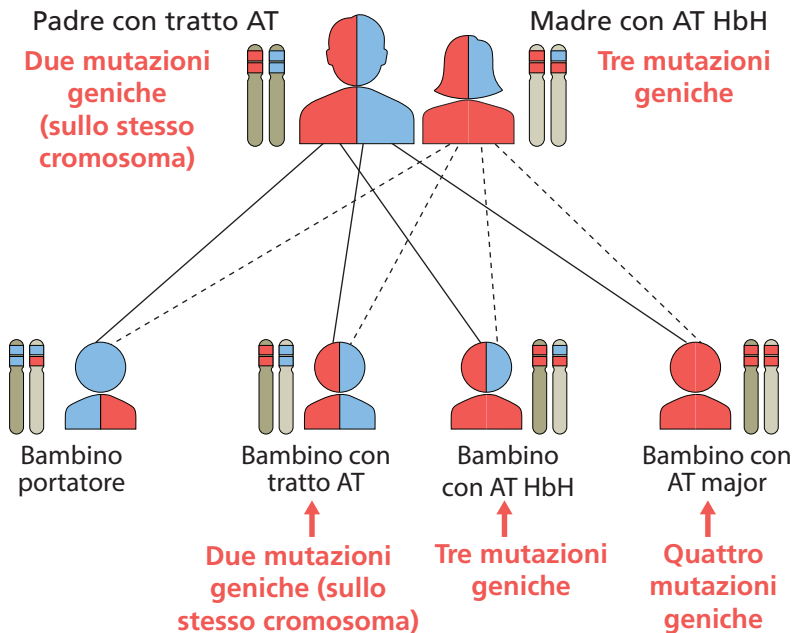 Padre con tratto AT
Due mutazioni
geniche
(sullo stesso
cromosoma)
Madre con AT HbH
Tre mutazioni
geniche
Bambino
portatore
Bambino con
tratto AT
Due mutazioni
geniche (sullo
stesso cromosoma)
Bambino
con AT HbH
Tre mutazioni
geniche
Bambino con
AT major
Quattro
mutazioni
geniche